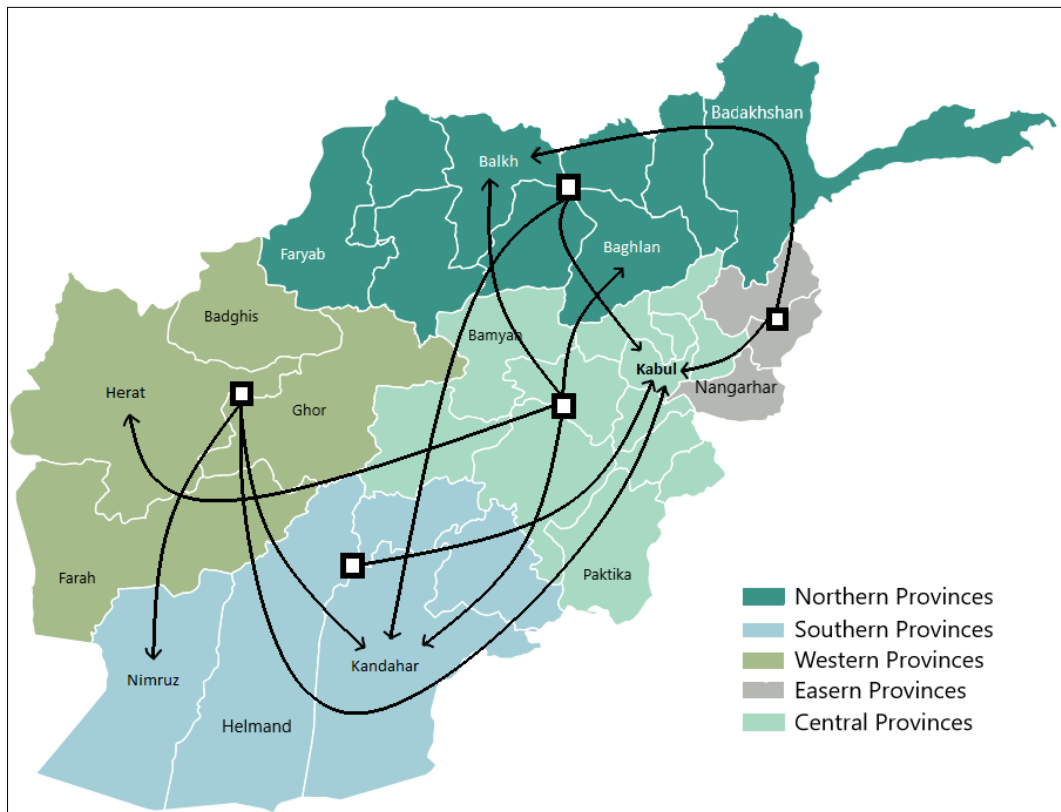 Badakhshan
Balkh
Baghlan
Faryab
Badghis
Bamyan
Kabul
Herat
Ghor
Nangarhar
Farah
Paktika
Kandahar
Nimruz
Helmand
Northern Provinces
Southern Provinces
Western Provinces
Easern Provinces
Central Provinces